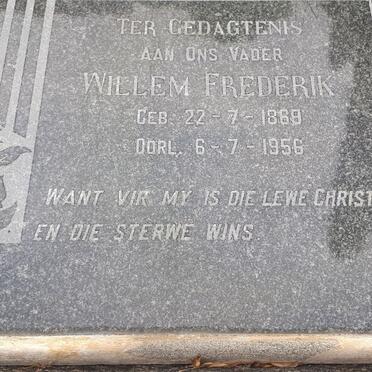 TER GEDAGTENIS
AAN ONS VADER
WILLEM FREDERIK
GEB. 22-7-1869
OORL. 6-7-1956
WANT VIR MY IS DIE LEWE CHRIST
EN DIE STERWE WINS.